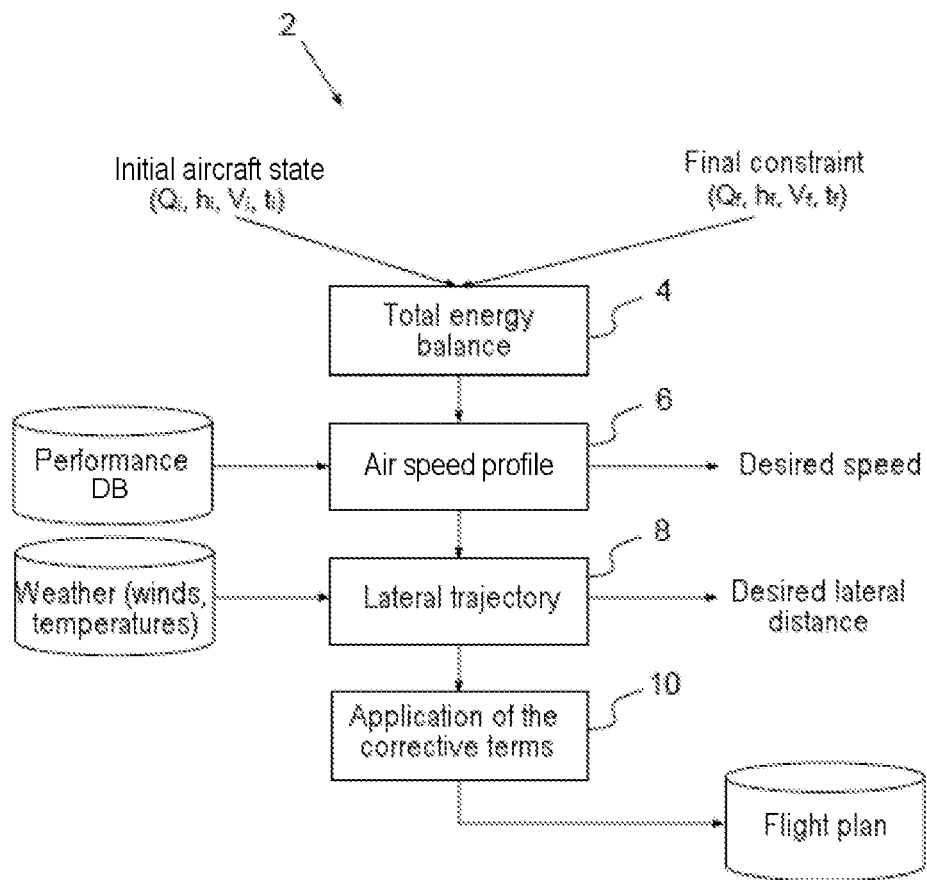 2
Initial aircraft state
(Qi, hi, Vi, ti)
Final constraint
(Qf, hf, Vf, tf)
4
Total energy
balance
6
Performance
DB
Air speed profile
Desired speed
8
Weather (winds,
temperatures)
Lateral trajectory
Desired lateral
distance
10
Application of the
corrective terms
Flight plan